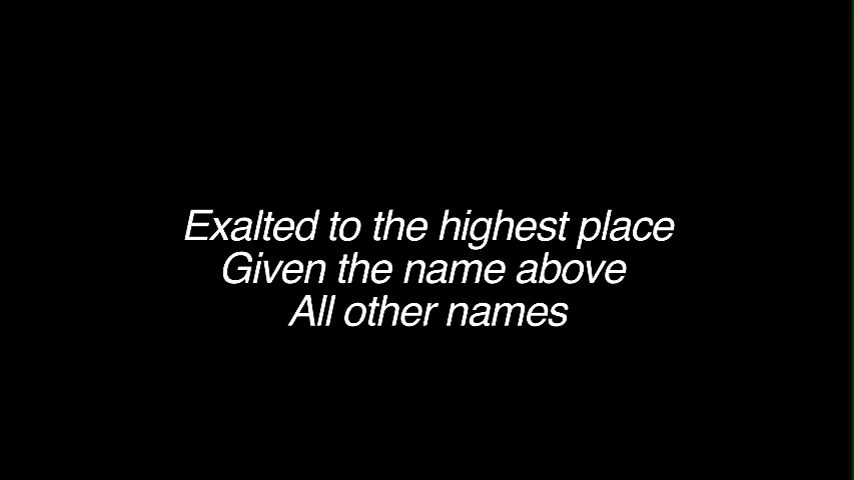 Exalted to the highest place
Given the name above
All other names